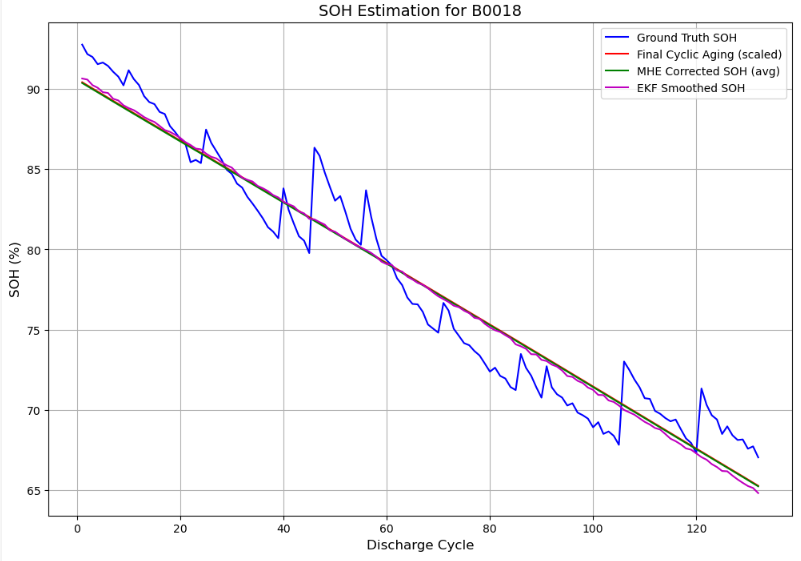 SOH Estimation for B0018
Ground Truth SOH
Final Cyclic Aging (scaled)
MHE Corrected SOH (avg)
EKF Smoothed SOH
SOH (%)
90
85
80
75
70
65
0 20 40 60 80 100 120
Discharge Cycle